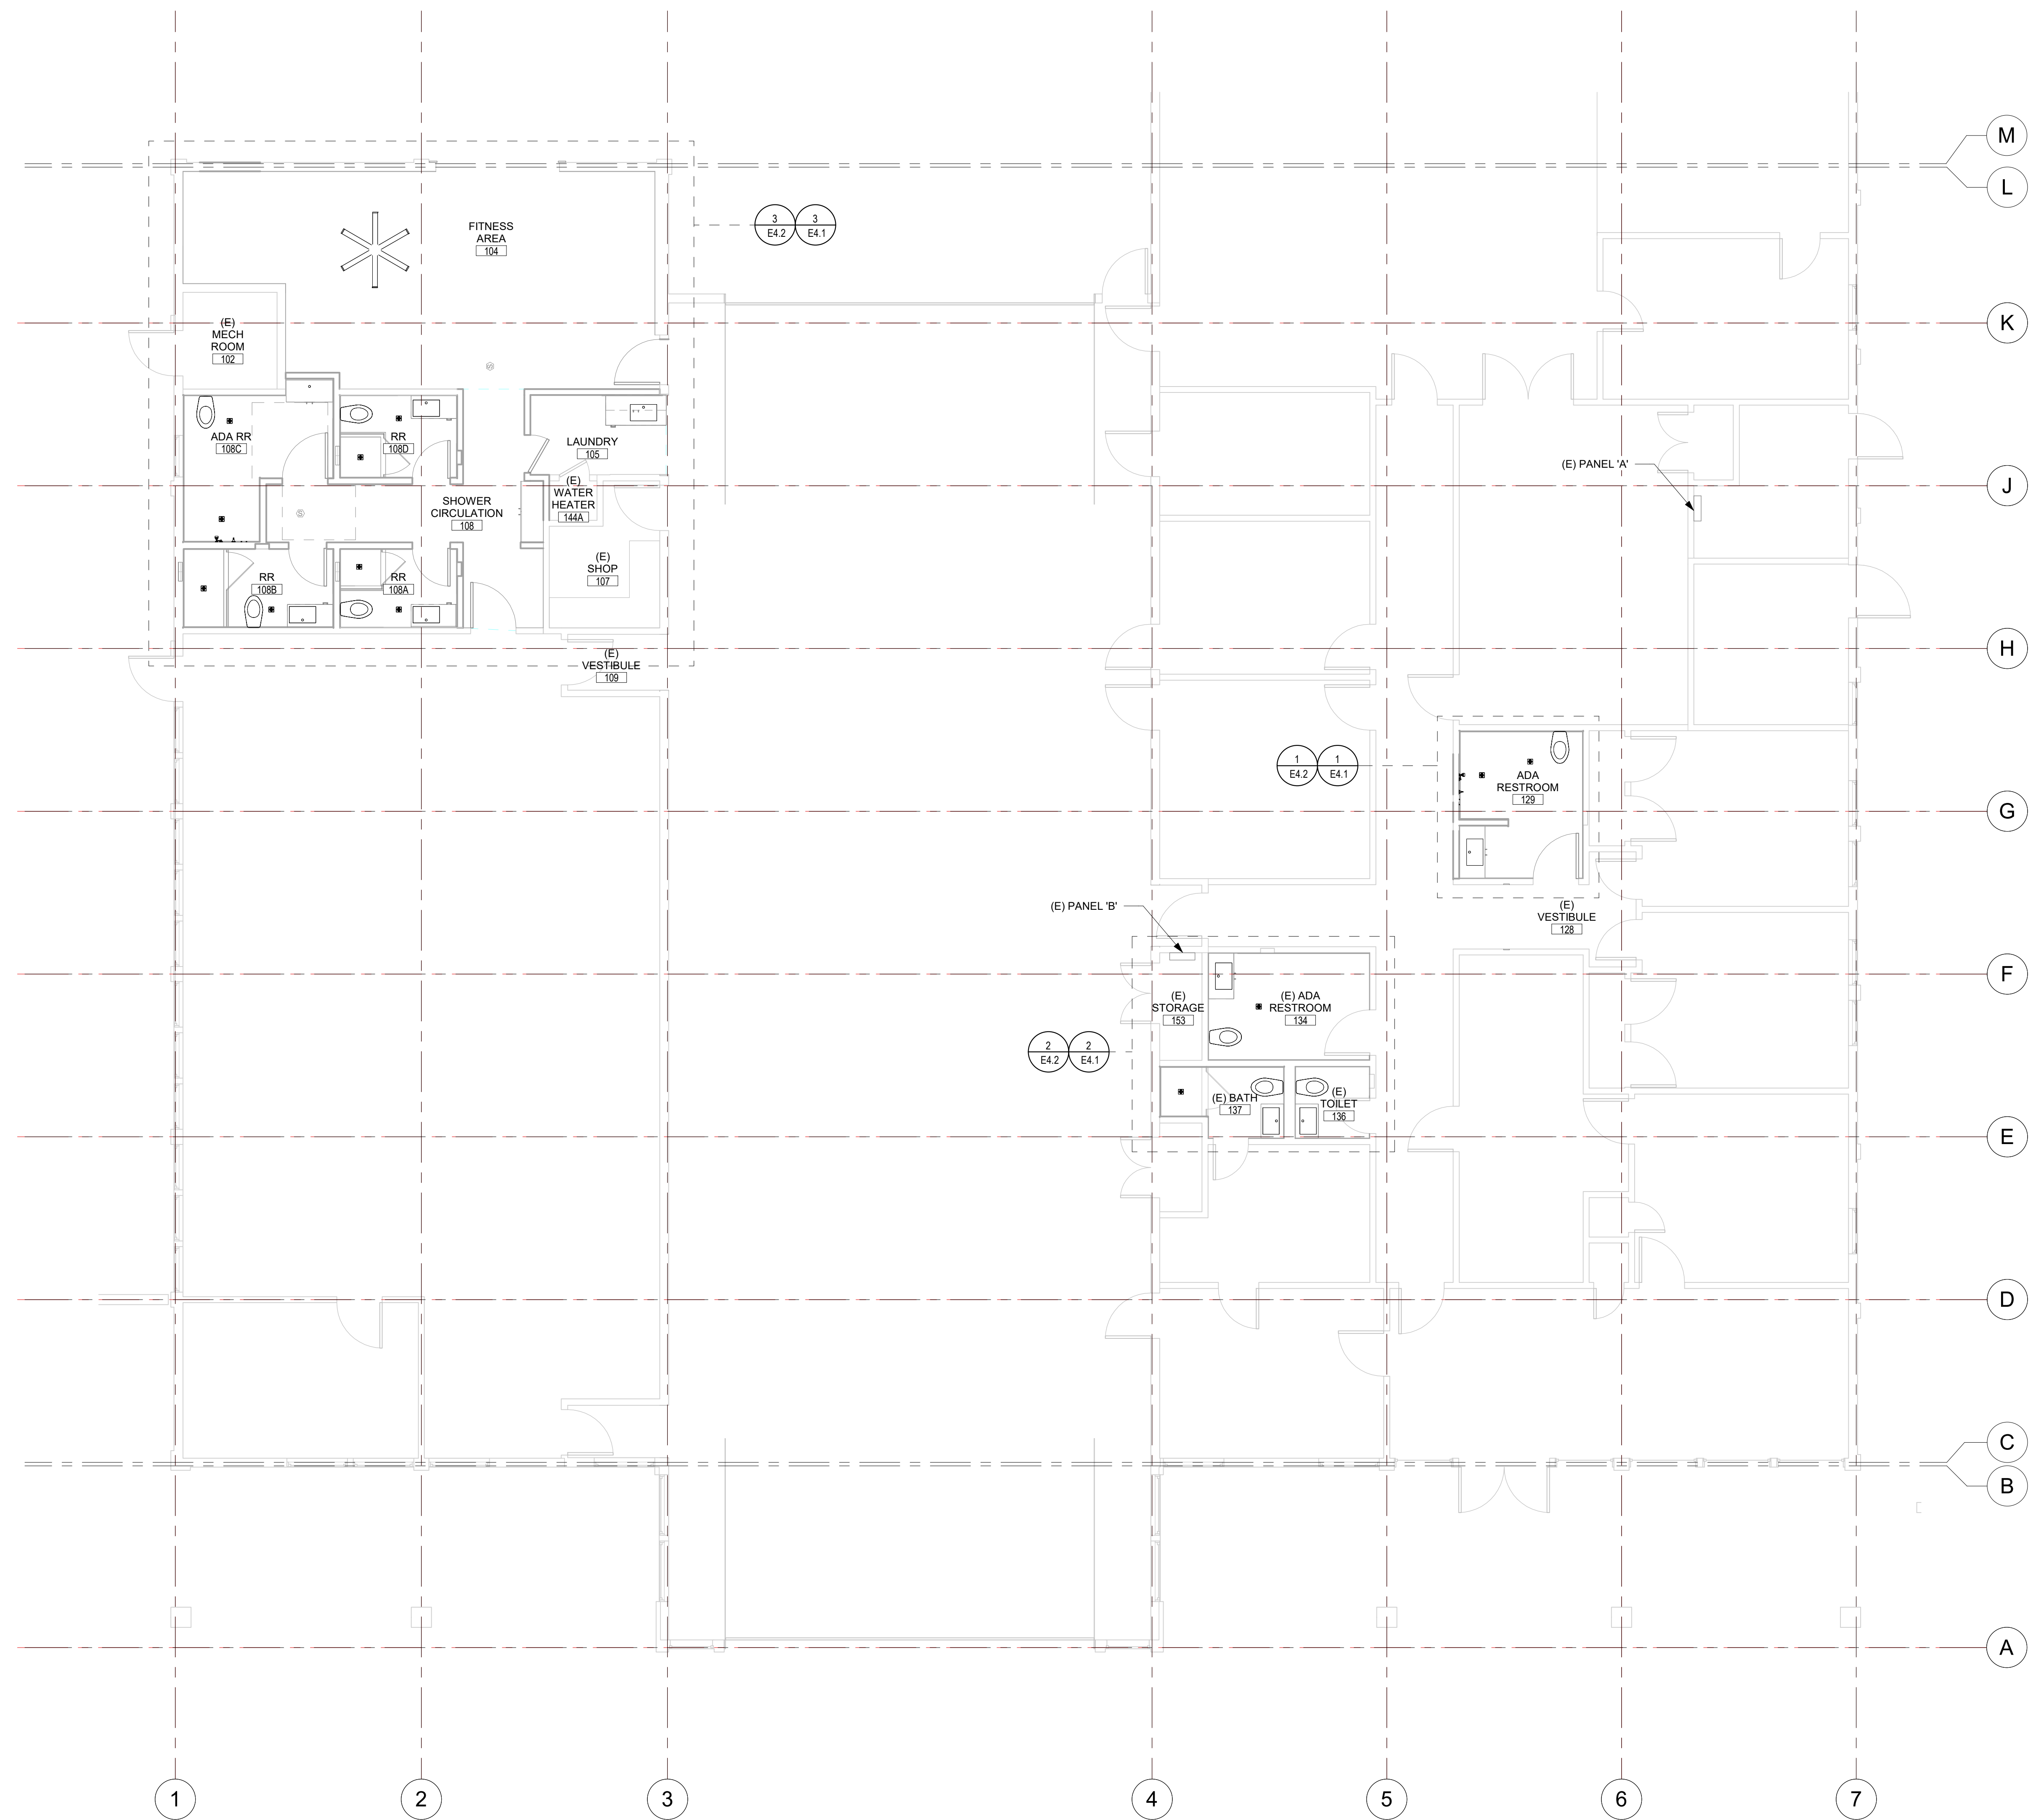 M
L
3
E4.2
3
E4.1
FITNESS
AREA
104
K
(E)
MECH
ROOM
102
ADA RR
108C
RR
108D
LAUNDRY
105
(E) PANEL 'A'
J
(E)
WATER
HEATER
144A
SHOWER
CIRCULATION
108
(E)
SHOP
107
RR
108B
RR
108A
H
(E)
VESTIBULE
109
1
E4.2
1
E4.1
ADA
RESTROOM
129
G
(E) PANEL 'B'
(E)
VESTIBULE
128
F
(E)
STORAGE
153
(E) ADA
RESTROOM
134
2
E4.2
2
E4.1
(E) BATH
137
(E)
TOILET
136
E
D
C
B
A
1
2
3
4
5
6
7